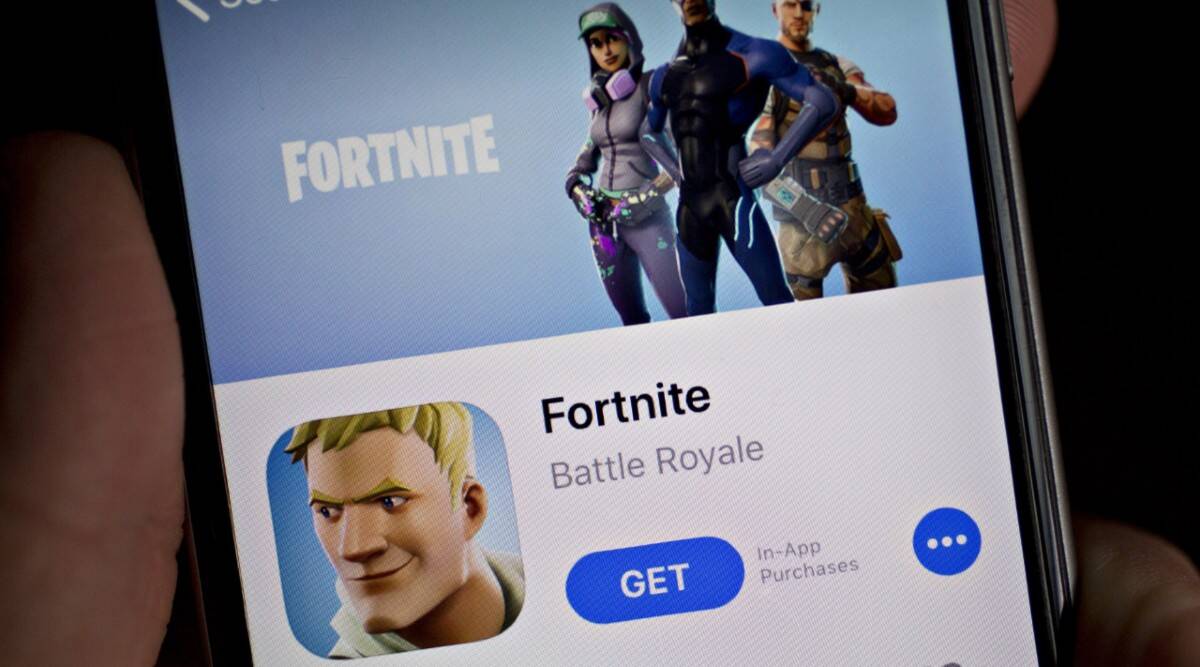 FORTNITE
Fortnite
Battle Royale
GET
In-App
Purchases